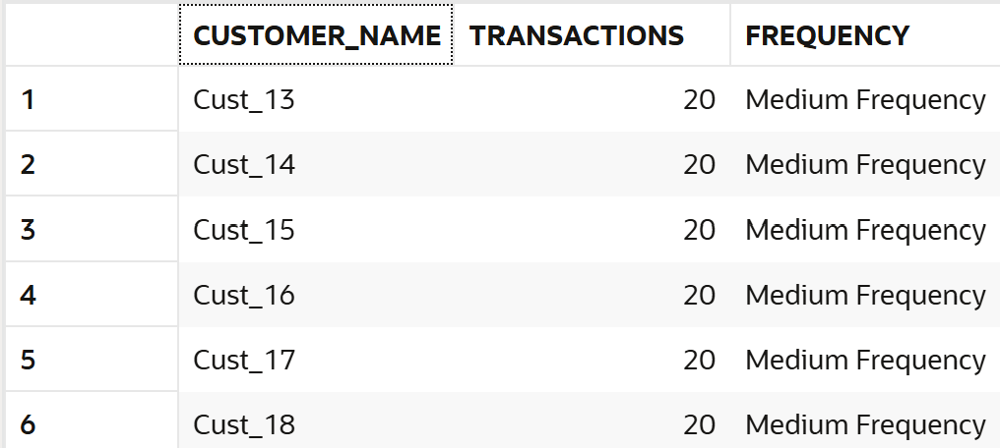 CUSTOMER_NAME TRANSACTIONS FREQUENCY
1 Cust_13 20 Medium Frequency
2 Cust_14 20 Medium Frequency
3 Cust_15 20 Medium Frequency
4 Cust_16 20 Medium Frequency
5 Cust_17 20 Medium Frequency
6 Cust_18 20 Medium Frequency